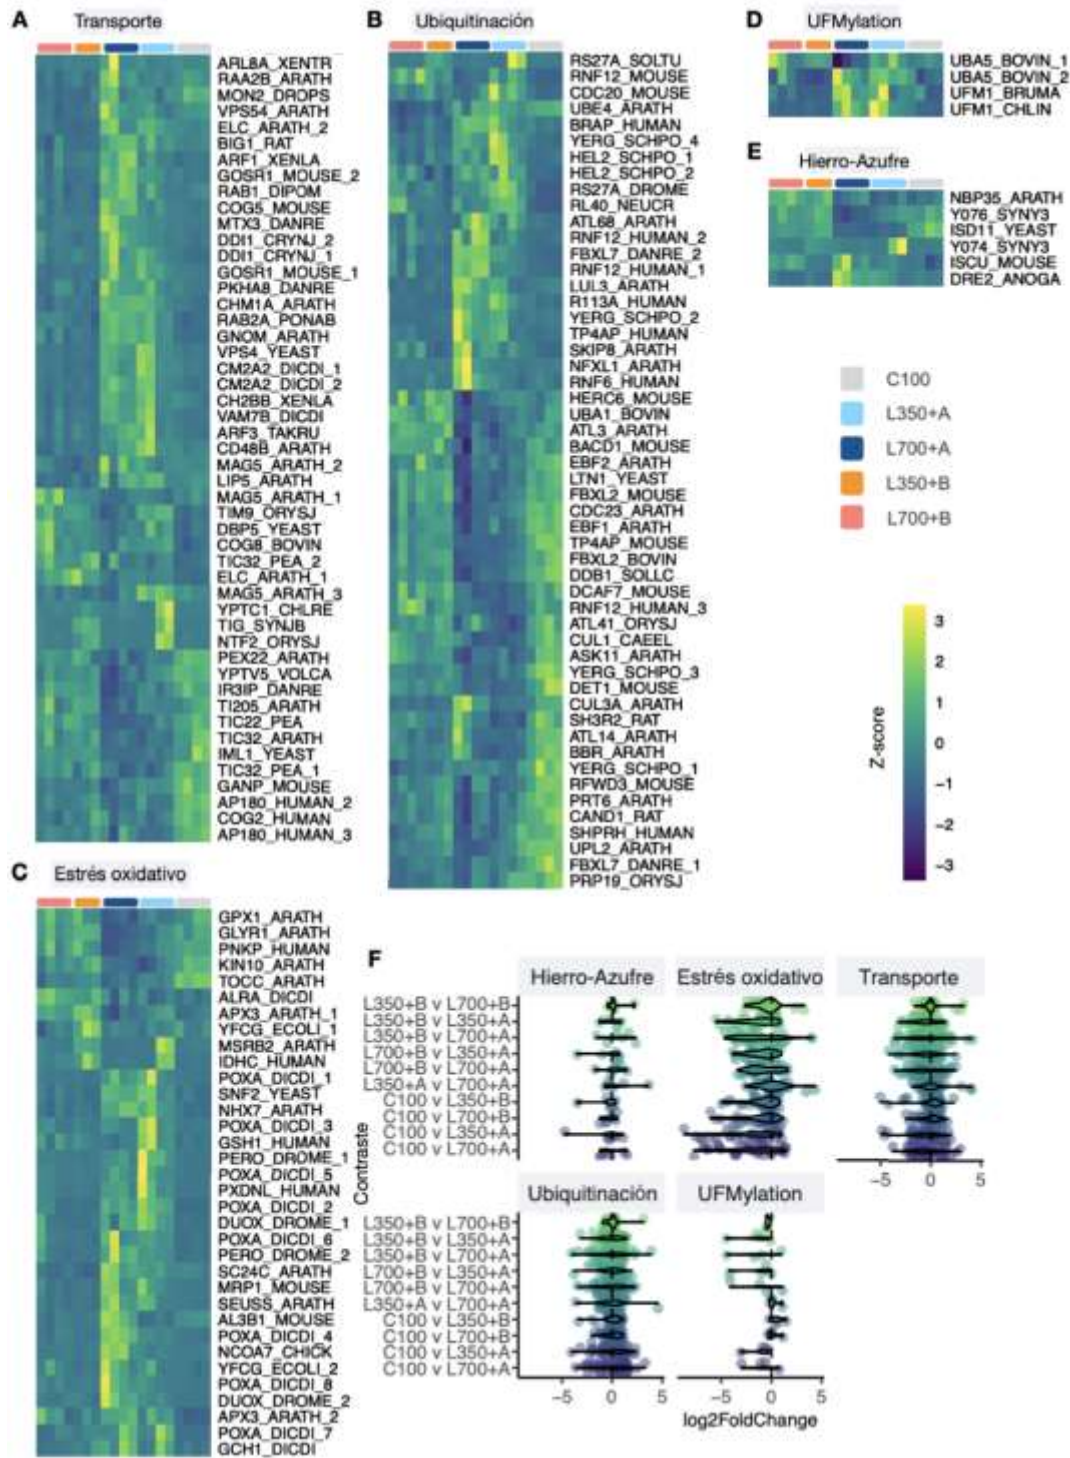 A Transporte
ARL8A_XENTR
RAA2B_ARATH
MON2_DROPS
VPS54_ARATH
ELC_ARATH_2
BIG1_RAT
ARF1_XENLA
GOSR1_MOUSE_2
RAB1_DIPOM
COG5_MOUSE
MTX3_DANRE
DDI1_CRYNJ_2
DDI1_CRYNJ_1
GOSR1_MOUSE_1
PKHA8_DANRE
CHM1A_ARATH
RAB2A_PONAB
GNOM_ARATH
VPS4_YEAST
CM2A2_DICDI_1
CM2A2_DICDI_2
CH2BB_XENLA
VAM7B_DICDI
ARF3_TAKRU
CD48B_ARATH
MAG5_ARATH_2
LIP5_ARATH
MAG5_ARATH_1
TIM9_ORYSJ
DBP5_YEAST
COG8_BOVIN
TIC32_PEA_2
ELC_ARATH_1
MAG5_ARATH_3
YPTC1_CHLRE
TIG_SYNJB
NTF2_ORYSJ
PEX22_ARATH
YPTV5_VOLCA
IR3IP_DANRE
TI205_ARATH
TIC22_PEA
TIC32_ARATH
IML1_YEAST
TIC32_PEA_1
GANP_MOUSE
AP180_HUMAN_2
COG2_HUMAN
AP180_HUMAN_3
B Ubiquitinación
RS27A_SOLTU
RNF12_MOUSE
CDC20_MOUSE
UBE4_ARATH
BRAP_HUMAN
YERG_SCHPO_4
HEL2_SCHPO_1
HEL2_SCHPO_2
RS27A_DROME
RL40_NEUCR
ATL68_ARATH
RNF12_HUMAN_2
FBXL7_DANRE_2
RNF12_HUMAN_1
LUL3_ARATH
R113A_HUMAN
YERG_SCHPO_2
TP4AP_HUMAN
SKIP8_ARATH
NFXL1_ARATH
RNF6_HUMAN
HERC6_MOUSE
UBA1_BOVIN
ATL3_ARATH
BACD1_MOUSE
EBF2_ARATH
LTN1_YEAST
FBXL2_MOUSE
CDC23_ARATH
EBF1_ARATH
TP4AP_MOUSE
FBXL2_BOVIN
DDB1_SOLLC
DCAF7_MOUSE
RNF12_HUMAN_3
ATL41_ORYSJ
CUL1_CAEEL
ASK11_ARATH
YERG_SCHPO_3
DET1_MOUSE
CUL3A_ARATH
SH3R2_RAT
ATL14_ARATH
BBR_ARATH
YERG_SCHPO_1
RFWD3_MOUSE
PRT6_ARATH
CAND1_RAT
SHPRH_HUMAN
UPL2_ARATH
FBXL7_DANRE_1
PRP19_ORYSJ
D UFMylation
UBA5_BOVIN_1
UBA5_BOVIN_2
UFM1_BRUMA
UFM1_CHLIN
E Hierro-Azufre
NBP35_ARATH
Y076_SYNY3
ISD11_YEAST
Y074_SYNY3
ISCU_MOUSE
DRE2_ANOGA
C100
L350+A
L700+A
L350+B
L700+B
Z-score
3
2
1
0
−1
−2
−3
C Estrés oxidativo
GPX1_ARATH
GLYR1_ARATH
PNKP_HUMAN
KIN10_ARATH
TOCC_ARATH
ALRA_DICDI
APX3_ARATH_1
YFCG_ECOLI_1
MSRB2_ARATH
IDHC_HUMAN
POXA_DICDI_1
SNF2_YEAST
NHX7_ARATH
POXA_DICDI_3
GSH1_HUMAN
PERO_DROME_1
POXA_DICDI_5
PXDNL_HUMAN
POXA_DICDI_2
DUOX_DROME_1
POXA_DICDI_6
PERO_DROME_2
SC24C_ARATH
MRP1_MOUSE
SEUSS_ARATH
AL3B1_MOUSE
POXA_DICDI_4
NCOA7_CHICK
YFCG_ECOLI_2
POXA_DICDI_8
DUOX_DROME_2
APX3_ARATH_2
POXA_DICDI_7
GCH1_DICDI
F
Hierro-Azufre Estrés oxidativo Transporte
L350+B v L700+B
L350+B v L350+A
L350+B v L700+A
L700+B v L350+A
L700+B v L700+A
L350+A v L700+A
C100 v L350+B
C100 v L700+B
C100 v L350+A
C100 v L700+A
−5 0 5
Contraste
Ubiquitinación UFMylation
L350+B v L700+B
L350+B v L350+A
L350+B v L700+A
L700+B v L350+A
L700+B v L700+A
L350+A v L700+A
C100 v L350+B
C100 v L700+B
C100 v L350+A
C100 v L700+A
−5 0 5 −5 0 5
log2FoldChange